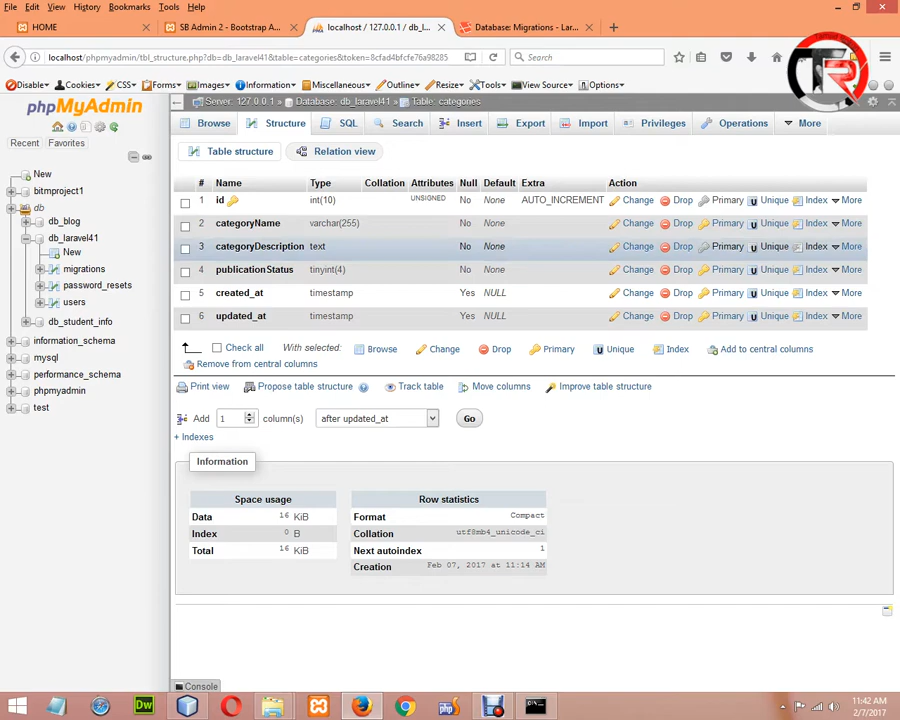 File Edit View History Bookmarks Tools Help
HOME × SB Admin 2 - Bootstrap A... × localhost / 127.0.0.1 / db_l... × Database: Migrations - Lar... × +
localhost/phpmyadmin/tbl_structure.php?db=db_laravel41&table=categories&token=8cfad4bfcfe76a98285 Search
Disable Cookies CSS Forms Images Information Miscellaneous Outline Resize Tools View Source Options
phpMyAdmin
Server: 127.0.0.1 » Database: db_laravel41 » Table: categories
Browse Structure SQL Search Insert Export Import Privileges Operations More
Recent Favorites
Table structure Relation view
New
bitmproject1
db
db_blog
db_laravel41
New
migrations
password_resets
users
db_student_info
information_schema
mysql
performance_schema
phpmyadmin
test
# Name Type Collation Attributes Null Default Extra Action
1 id int(10) UNSIGNED No None AUTO_INCREMENT Change Drop Primary Unique Index More
2 categoryName varchar(255) No None Change Drop Primary Unique Index More
3 categoryDescription text No None Change Drop Primary Unique Index More
4 publicationStatus tinyint(4) No None Change Drop Primary Unique Index More
5 created_at timestamp Yes NULL Change Drop Primary Unique Index More
6 updated_at timestamp Yes NULL Change Drop Primary Unique Index More
Check all With selected: Browse Change Drop Primary Unique Index Add to central columns
Remove from central columns
Print view Propose table structure Track table Move columns Improve table structure
Add 1 column(s) after updated_at Go
+ Indexes
Information
Space usage
Data 16 KiB
Index 0 B
Total 16 KiB
Row statistics
Format Compact
Collation utf8mb4_unicode_ci
Next autoindex 1
Creation Feb 07, 2017 at 11:14 AM
Console
Dw
11:42 AM
2/7/2017